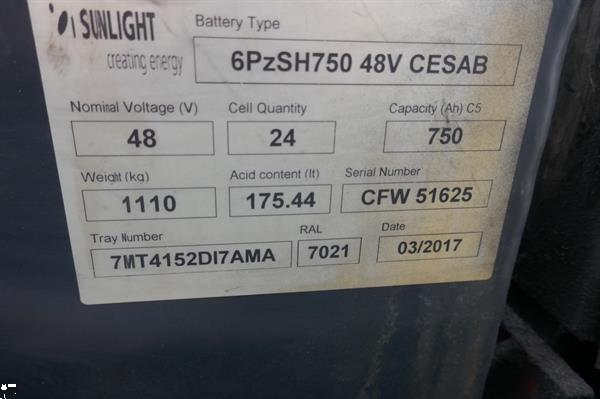 SUNLIGHT
creating energy
Battery Type
6PzSH750 48V CESAB
Nominal Voltage (V) Cell Quantity Capacity (Ah) C5
48 24 750
Weight (kg) Acid content (lt) Serial Number
1110 175.44 CFW 51625
Tray Number RAL Date
7MT4152DI7AMA 7021 03/2017